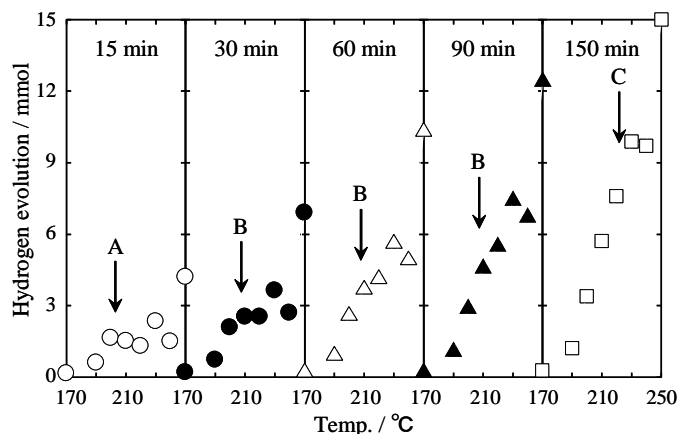 Hydrogen evolution / mmol
15
12
9
6
3
0
15 min
30 min
60 min
90 min
150 min
A
B
B
B
C
170
210
170
210
170
210
170
210
170
210
250
Temp. / °C